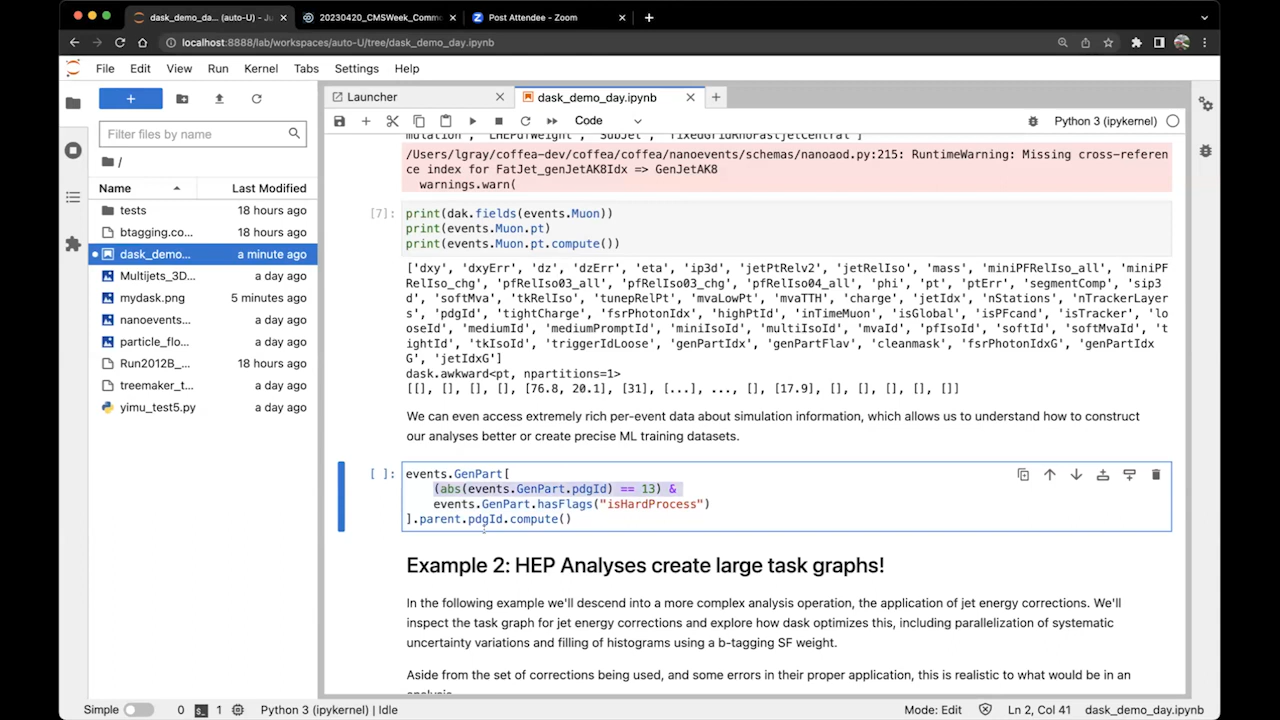 dask_demo_da... (auto-U) - Ju
20230420_CMSWeek_Commo
Post Attendee - Zoom
localhost:8888/lab/workspaces/auto-U/tree/dask_demo_day.ipynb
File Edit View Run Kernel Tabs Settings Help
Launcher
dask_demo_day.ipynb
Code
Python 3 (ipykernel)
Filter files by name
/
Name Last Modified
tests 18 hours ago
btagging.co... 18 hours ago
dask_demo... a minute ago
Multijets_3D... a day ago
mydask.png 5 minutes ago
nanoevents... a day ago
particle_flo... a day ago
Run2012B_... 18 hours ago
treemaker_t... a day ago
yimu_test5.py a day ago
mutation', 'LHEPdfWeight', 'SubJet', 'fixedGridRhoFastjetCentral']
/Users/lgray/coffea-dev/coffea/coffea/nanoevents/schemas/nanoaod.py:215: RuntimeWarning: Missing cross-referen
ce index for FatJet_genJetAK8Idx => GenJetAK8
warnings.warn(
[7]: print(dak.fields(events.Muon))
print(events.Muon.pt)
print(events.Muon.pt.compute())
['dxy', 'dxyErr', 'dz', 'dzErr', 'eta', 'ip3d', 'jetPtRelv2', 'jetRelIso', 'mass', 'miniPFRelIso_all', 'miniPF
RelIso_chg', 'pfRelIso03_all', 'pfRelIso03_chg', 'pfRelIso04_all', 'phi', 'pt', 'ptErr', 'segmentComp', 'sip3
d', 'softMva', 'tkRelIso', 'tunepRelPt', 'mvaLowPt', 'mvaTTH', 'charge', 'jetIdx', 'nStations', 'nTrackerLayer
s', 'pdgId', 'tightCharge', 'fsrPhotonIdx', 'highPtId', 'inTimeMuon', 'isGlobal', 'isPFcand', 'isTracker', 'lo
oseId', 'mediumId', 'mediumPromptId', 'miniIsoId', 'multiIsoId', 'mvaId', 'pfIsoId', 'softId', 'softMvaId', 't
ightId', 'tkIsoId', 'triggerIdLoose', 'genPartIdx', 'genPartFlav', 'cleanmask', 'fsrPhotonIdxG', 'genPartIdx
G', 'jetIdxG']
dask.awkward<pt, npartitions=1>
[[], [], [], [], [76.8, 20.1], [31], [...], ..., [], [17.9], [], [], [], [], []]
We can even access extremely rich per-event data about simulation information, which allows us to understand how to construct
our analyses better or create precise ML training datasets.
[ ]: events.GenPart[
(abs(events.GenPart.pdgId) == 13) &
events.GenPart.hasFlags("isHardProcess")
].parent.pdgId.compute()
Example 2: HEP Analyses create large task graphs!
In the following example we'll descend into a more complex analysis operation, the application of jet energy corrections. We'll
inspect the task graph for jet energy corrections and explore how dask optimizes this, including parallelization of systematic
uncertainty variations and filling of histograms using a b-tagging SF weight.
Aside from the set of corrections being used, and some errors in their proper application, this is realistic to what would be in an
analysis.
Simple 0 1 Python 3 (ipykernel) | Idle Mode: Edit Ln 2, Col 41 dask_demo_day.ipynb